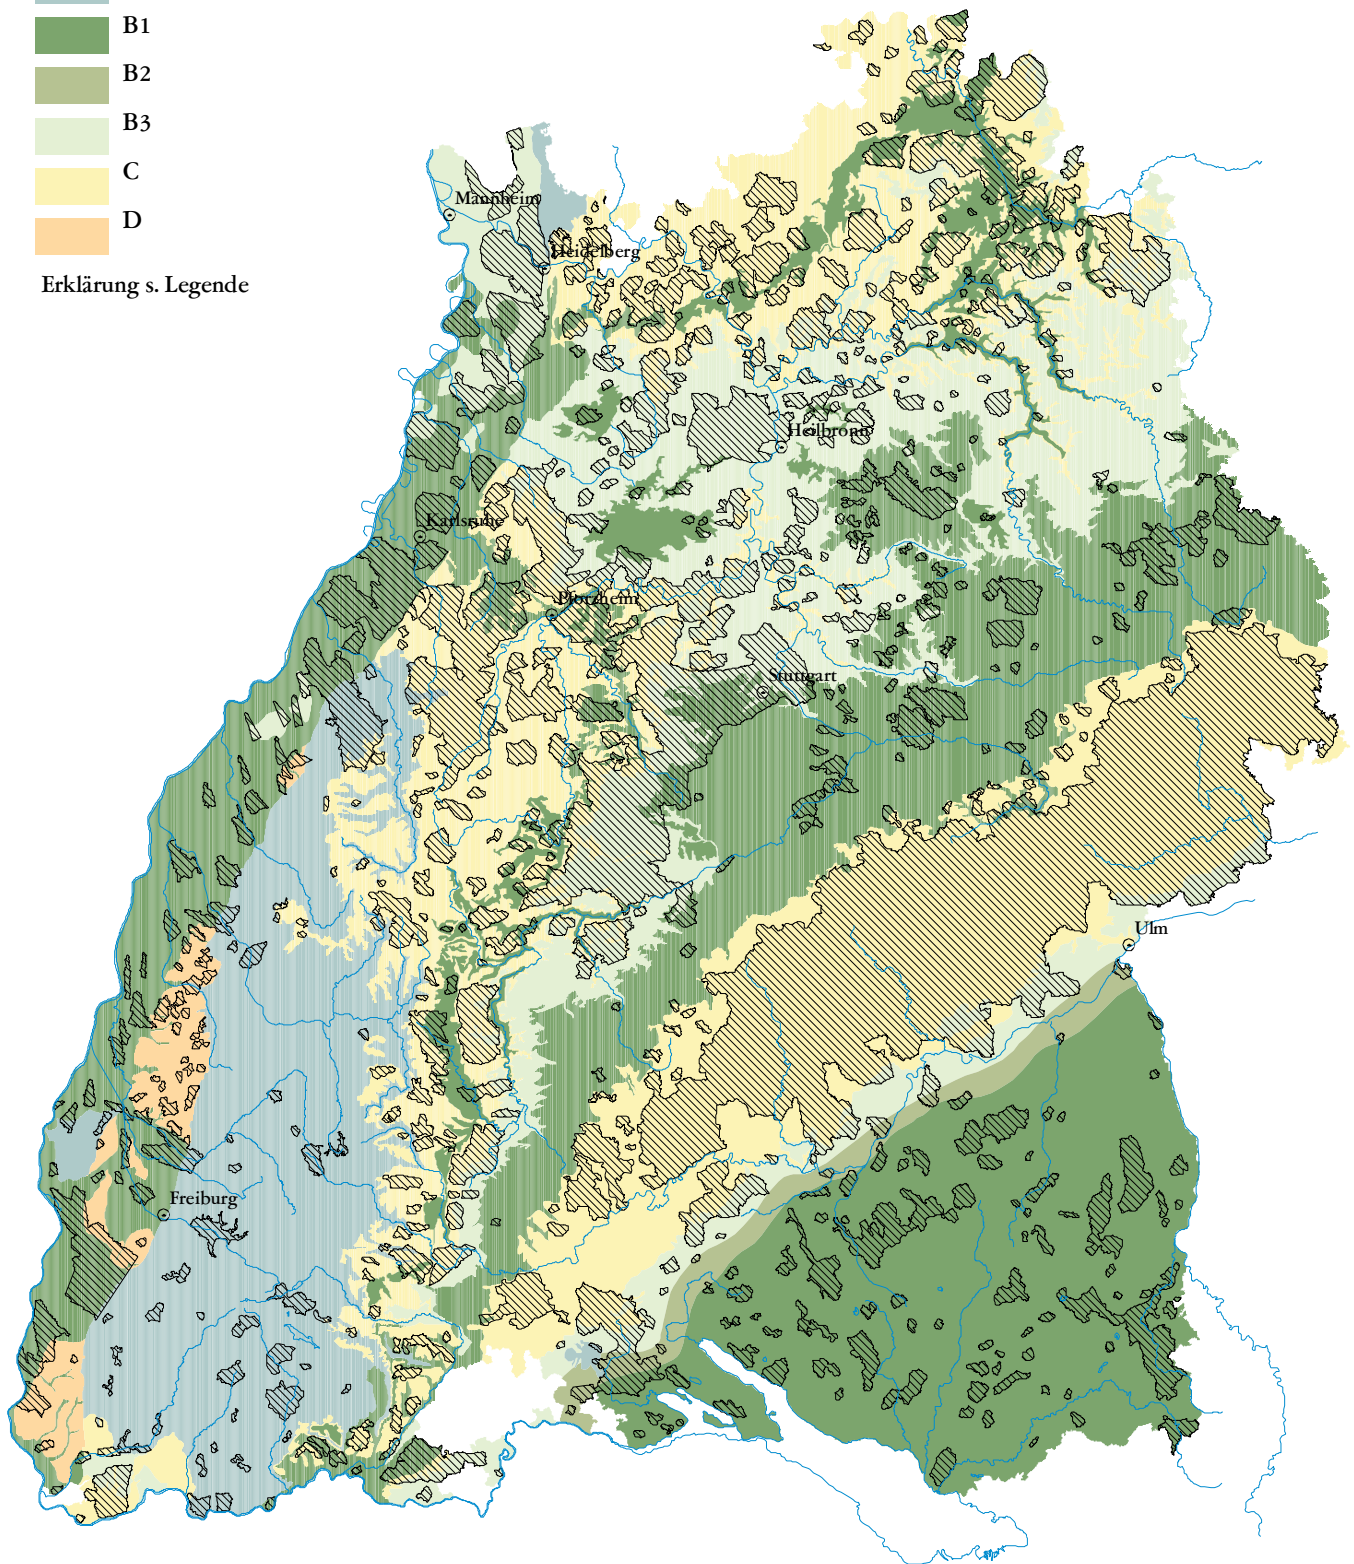 B1
B2
B3
C
D
Erklärung s. Legende
Mannheim
Heidelberg
Heilbronn
Karlsruhe
Pforzheim
Stuttgart
Ulm
Freiburg